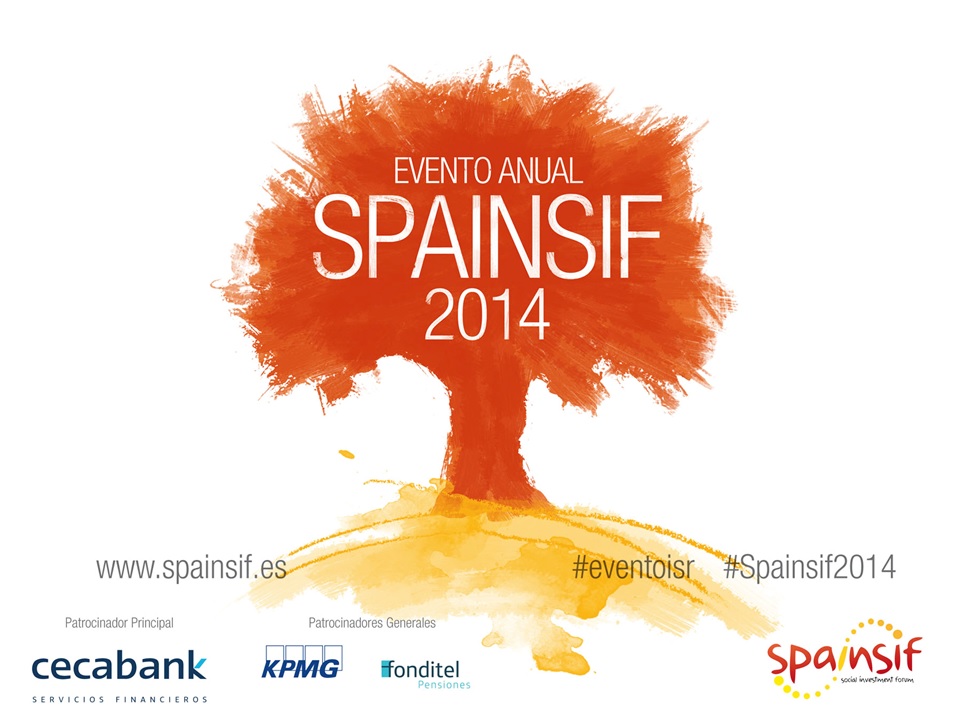 EVENTO ANUAL
SPAINSIF
2014
www.spainsif.es
#eventoisr #Spainsif2014
Patrocinador Principal
Patrocinadores Generales
cecabank
SERVICIOS FINANCIEROS
KPMG
fonditel
Pensiones
spainsif
social investment forum